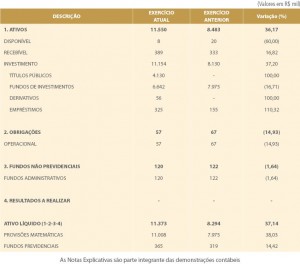 (Valores em R$ mil)
DESCRIÇÃO EXERCÍCIO ATUAL EXERCÍCIO ANTERIOR Variação (%)
1. ATIVOS 11.550 8.483 36,17
DISPONÍVEL 8 20 (60,00)
RECEBÍVEL 389 333 16,82
INVESTIMENTO 11.154 8.130 37,20
TÍTULOS PÚBLICOS 4.130 - 100,00
FUNDOS DE INVESTIMENTOS 6.642 7.975 (16,71)
DERIVATIVOS 56 - 100,00
EMPRÉSTIMOS 325 155 110,32
2. OBRIGAÇÕES 57 67 (14,93)
OPERACIONAL 57 67 (14,93)
3. FUNDOS NÃO PREVIDENCIAIS 120 122 (1,64)
FUNDOS ADMINISTRATIVOS 120 122 (1,64)
4. RESULTADOS A REALIZAR - - -
ATIVO LÍQUIDO (1-2-3-4) 11.373 8.294 37,14
PROVISÕES MATEMÁTICAS 11.008 7.975 38,03
FUNDOS PREVIDENCIAIS 365 319 14,42
As Notas Explicativas são parte integrante das demonstrações contábeis